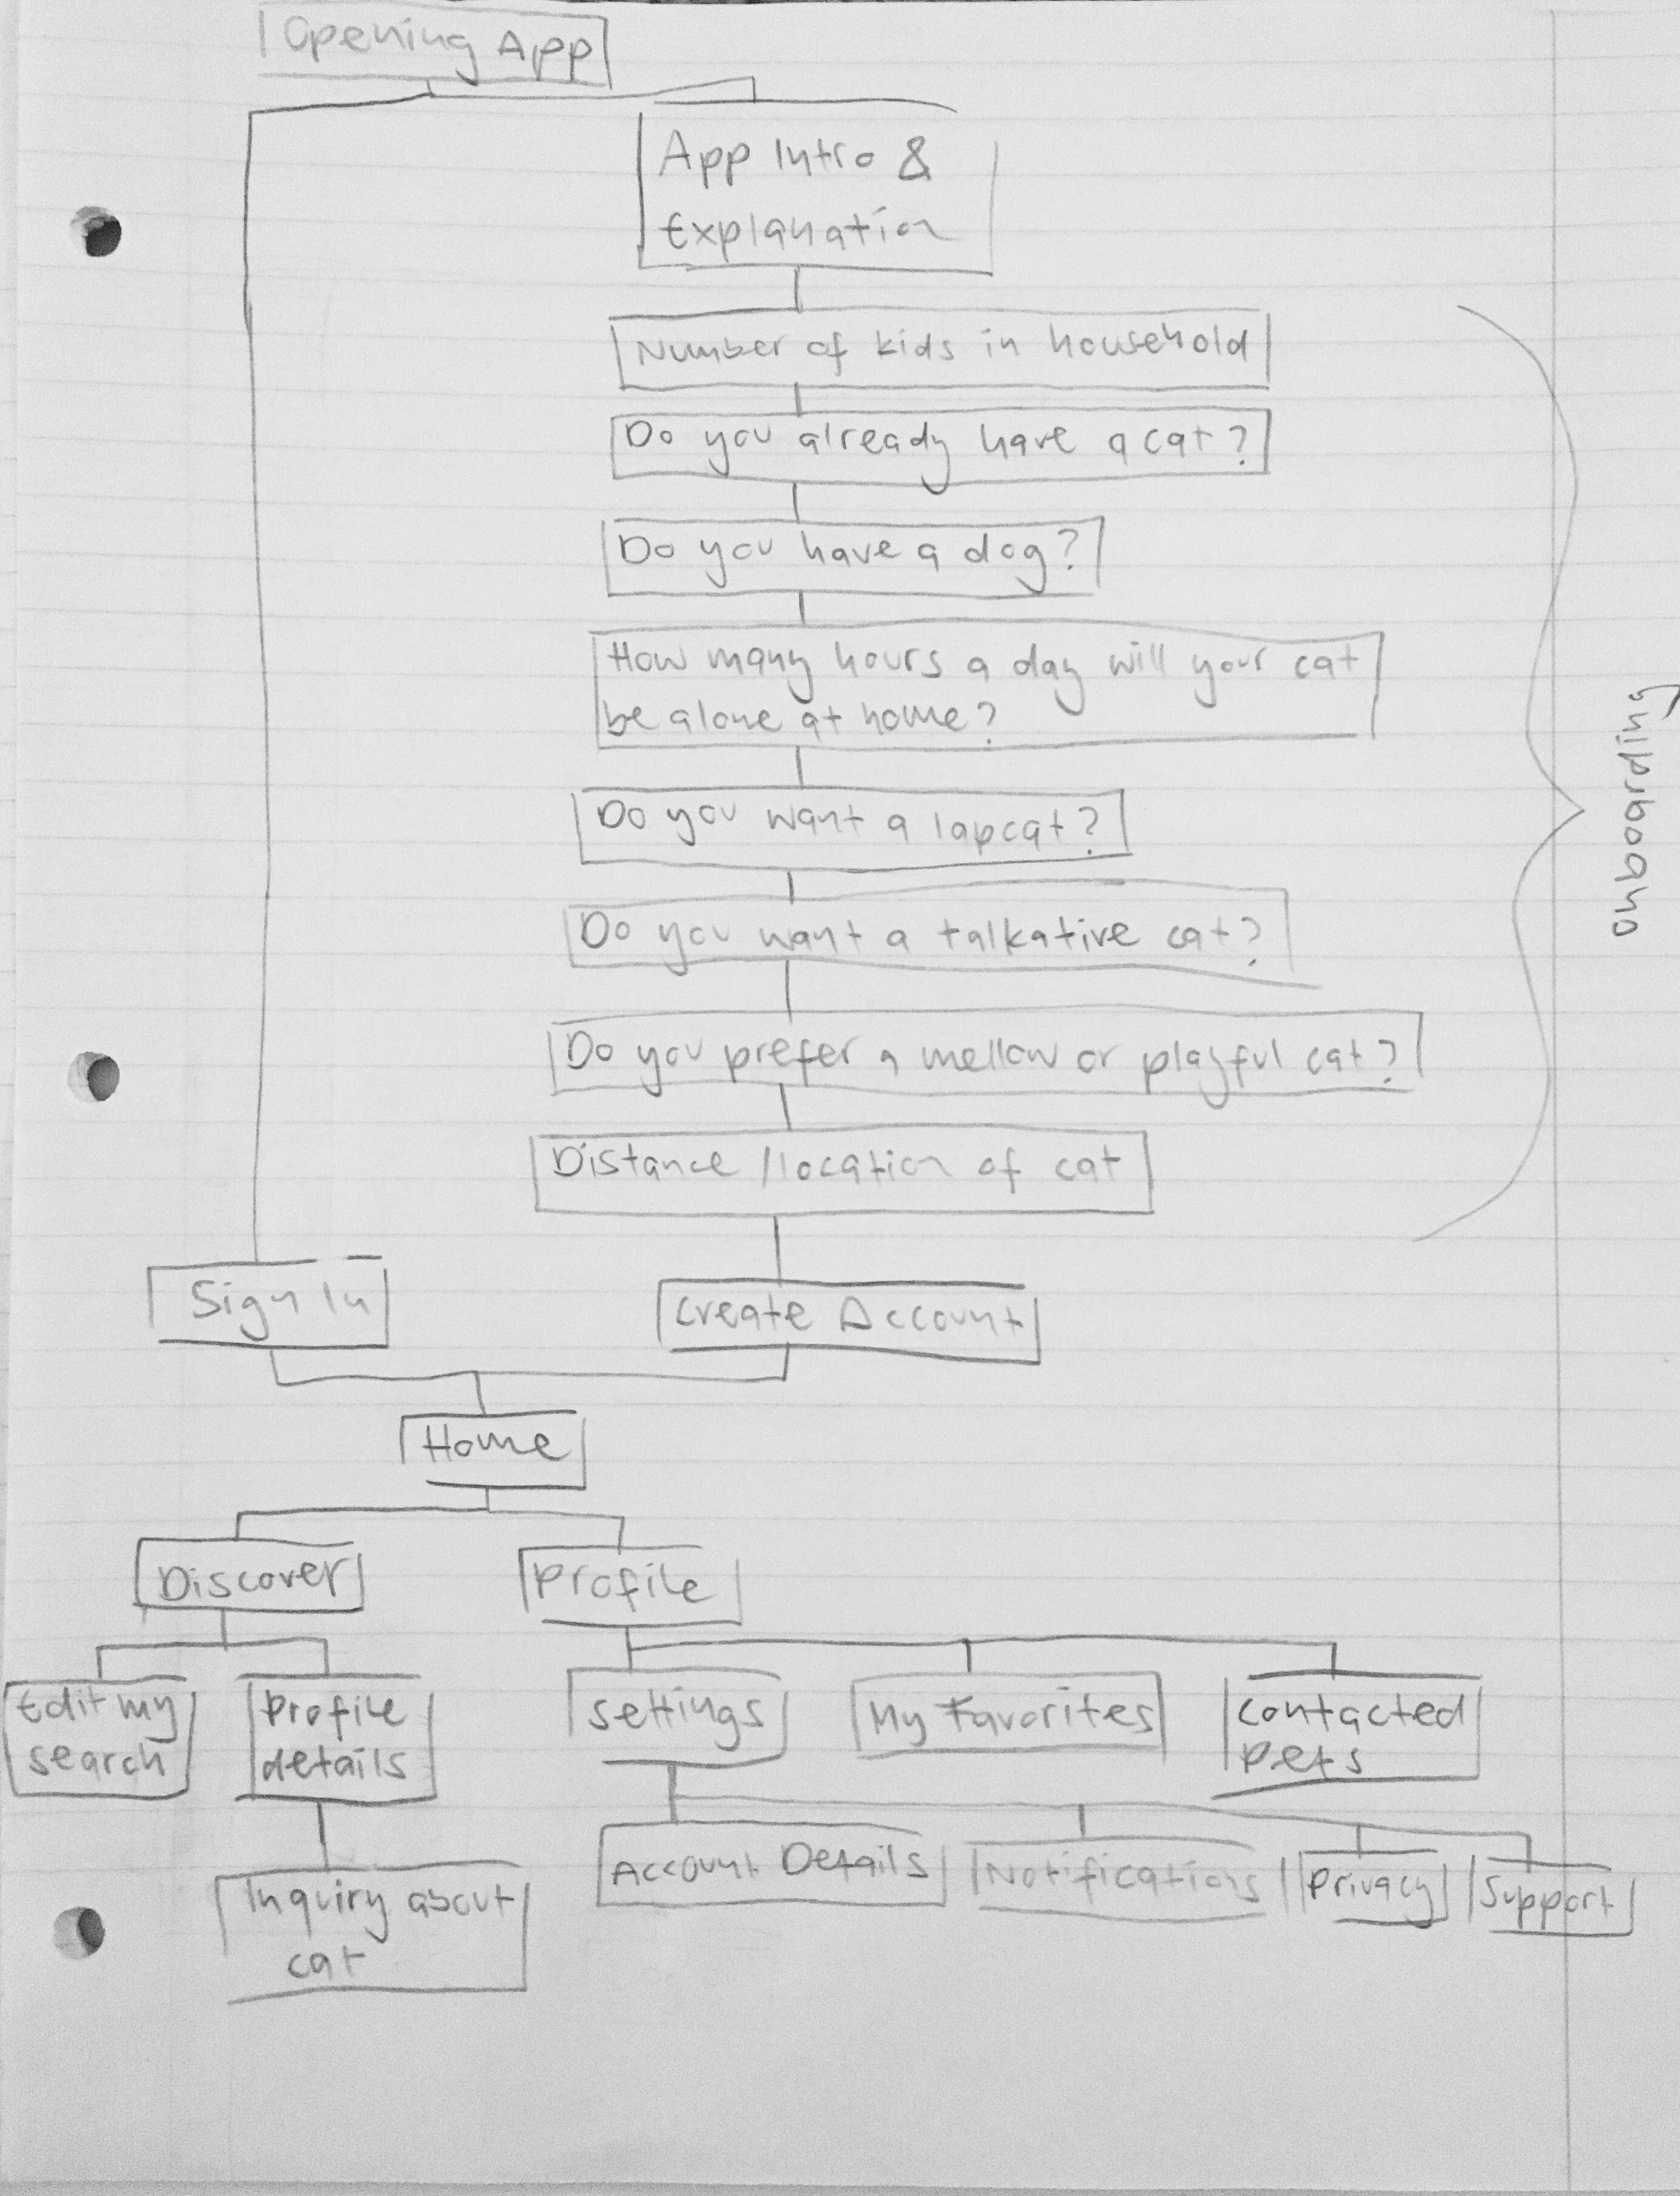 Opening App
App Intro &
Explanation
Number of kids in household
Do you already have a cat?
Do you have a dog?
How many hours a day will your cat
be alone at home?
Do you want a lapcat?
Do you want a talkative cat?
Do you prefer a mellow or playful cat?
Distance / location of cat
onboarding
Sign In
Create Account
Home
Discover
Profile
Edit my
search
Profile
details
Settings
My Favorites
Contacted
Pets
Account Details
Notifications
Privacy
Support
Inquiry about
cat